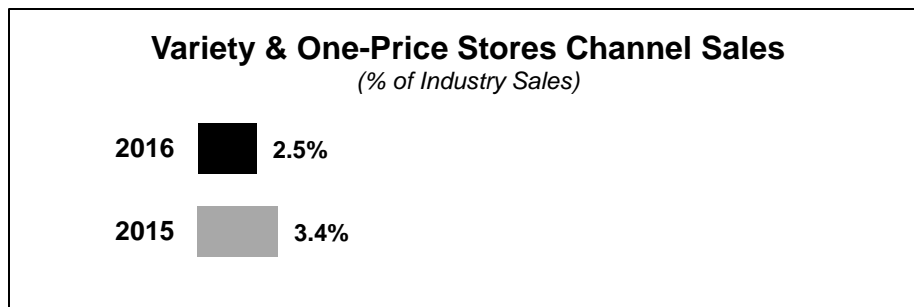 Variety & One-Price Stores Channel Sales
(% of Industry Sales)
2016 2.5%
2015 3.4%